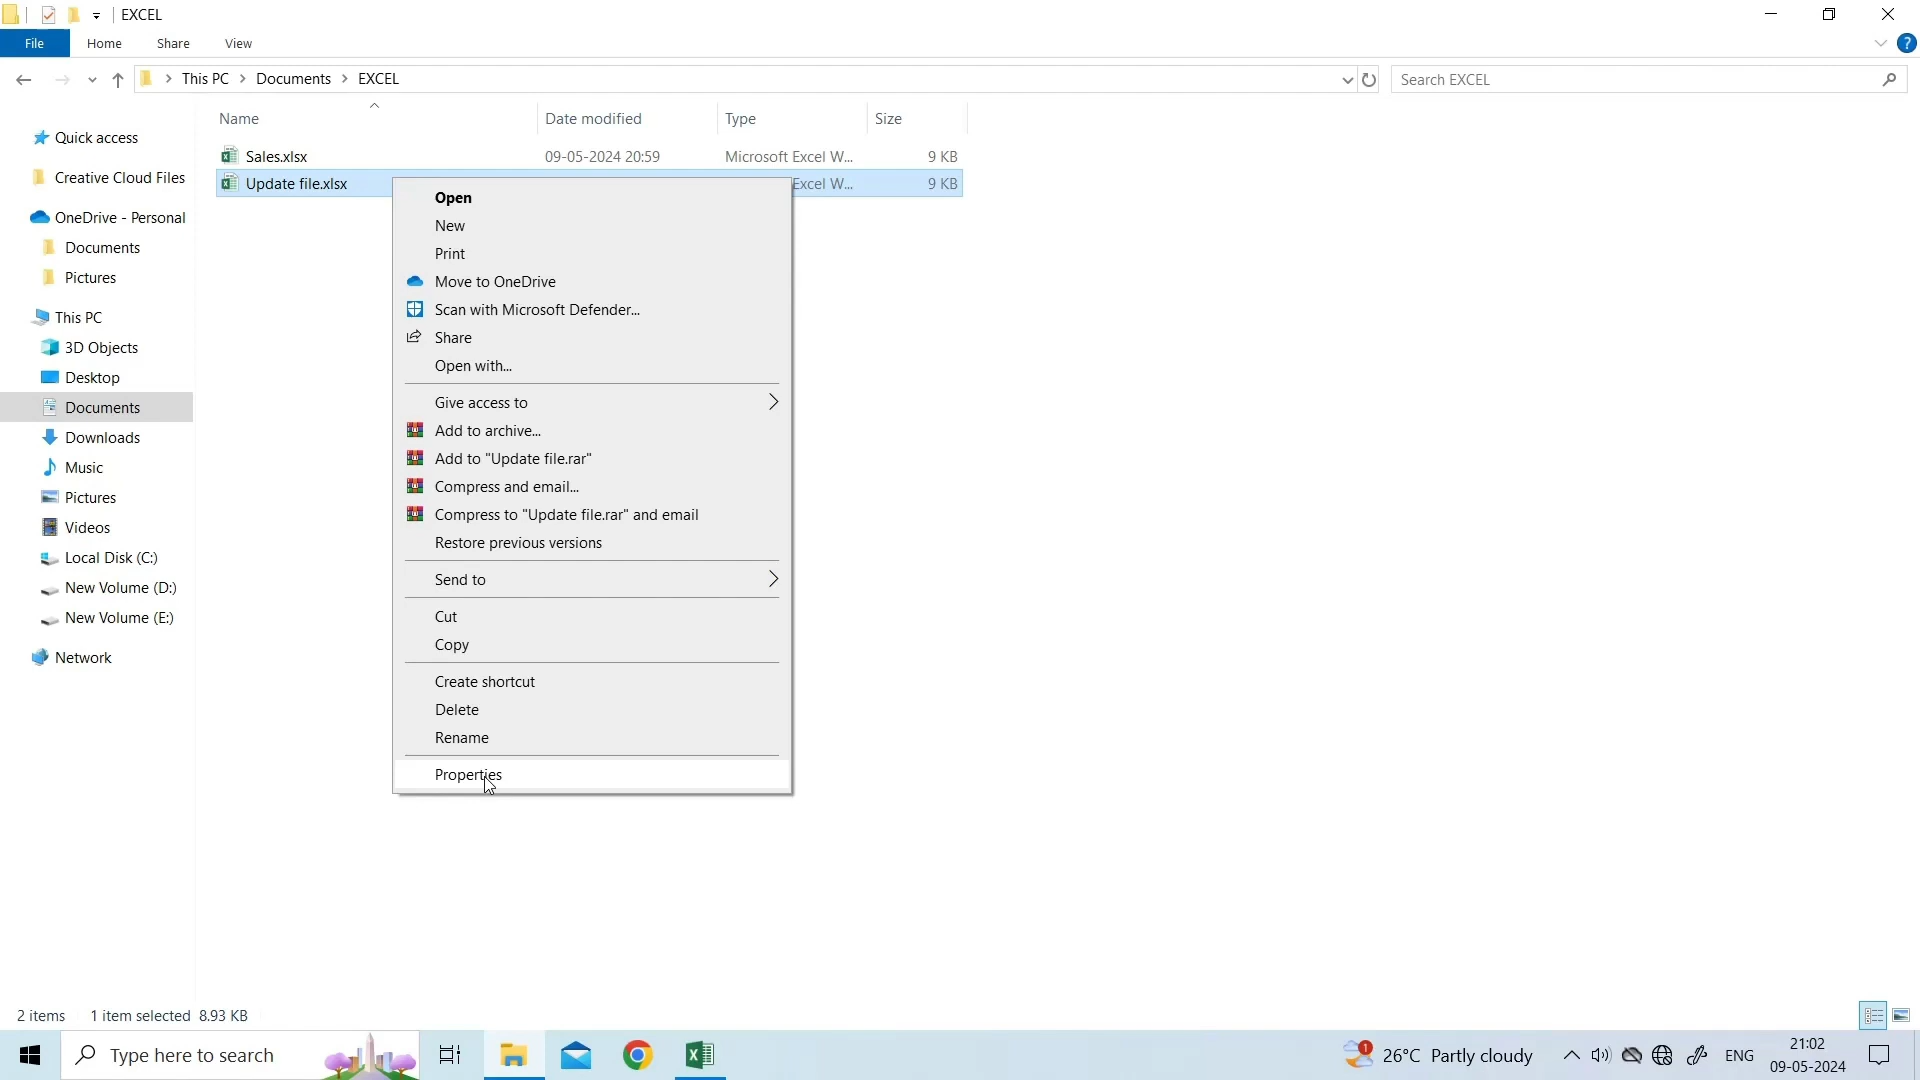 EXCEL
File Home Share View
This PC > Documents > EXCEL
Search EXCEL
Name Date modified Type Size
Sales.xlsx 09-05-2024 20:59 Microsoft Excel W... 9 KB
Update file.xlsx Excel W... 9 KB
Quick access
Creative Cloud Files
OneDrive - Personal
Documents
Pictures
This PC
3D Objects
Desktop
Documents
Downloads
Music
Pictures
Videos
Local Disk (C:)
New Volume (D:)
New Volume (E:)
Network
Open
New
Print
Move to OneDrive
Scan with Microsoft Defender...
Share
Open with...
Give access to
Add to archive...
Add to "Update file.rar"
Compress and email...
Compress to "Update file.rar" and email
Restore previous versions
Send to
Cut
Copy
Create shortcut
Delete
Rename
Properties
2 items 1 item selected 8.93 KB
Type here to search
1
26°C Partly cloudy
ENG
21:02
09-05-2024